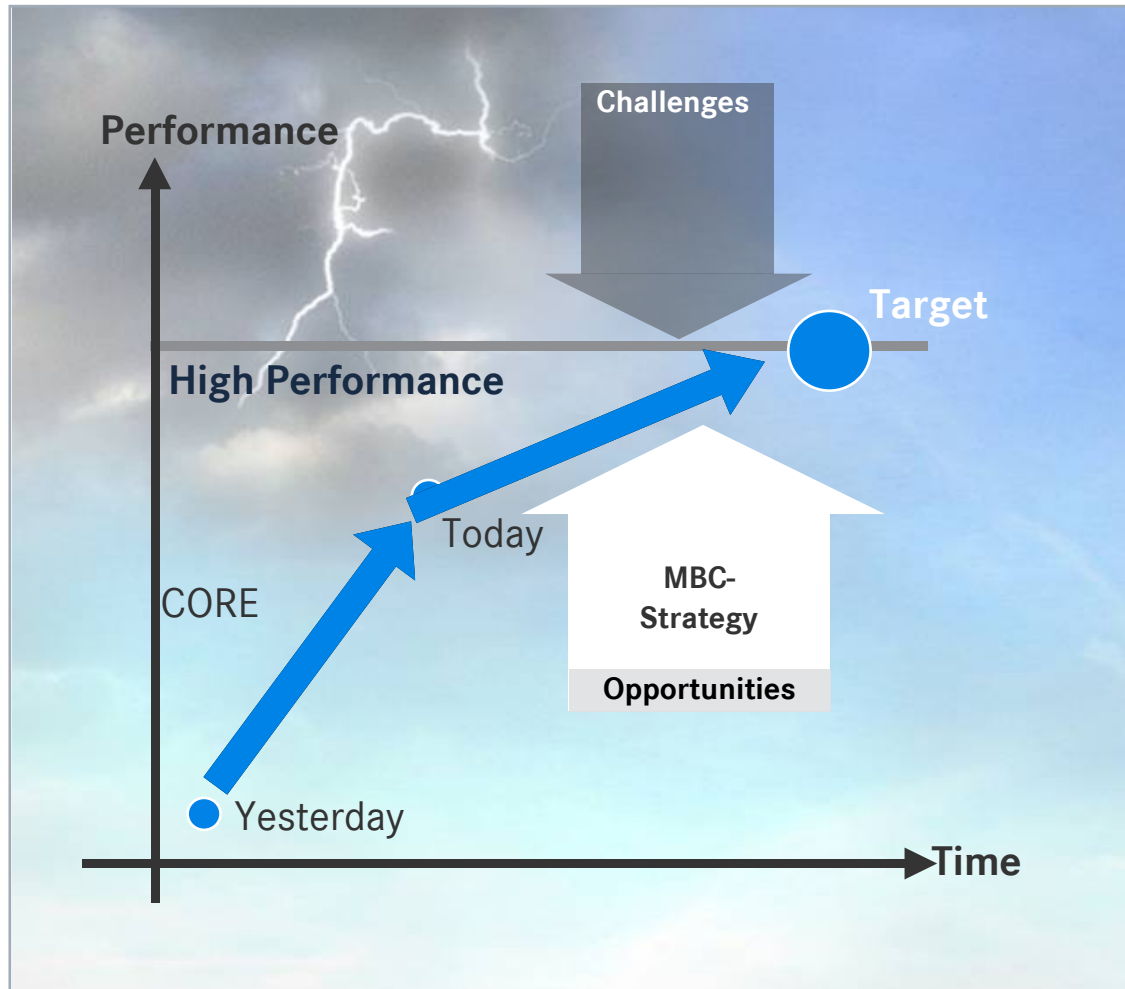 Challenges
Performance
Target
High Performance
Today
MBC-
Strategy
CORE
Opportunities
Yesterday
Time